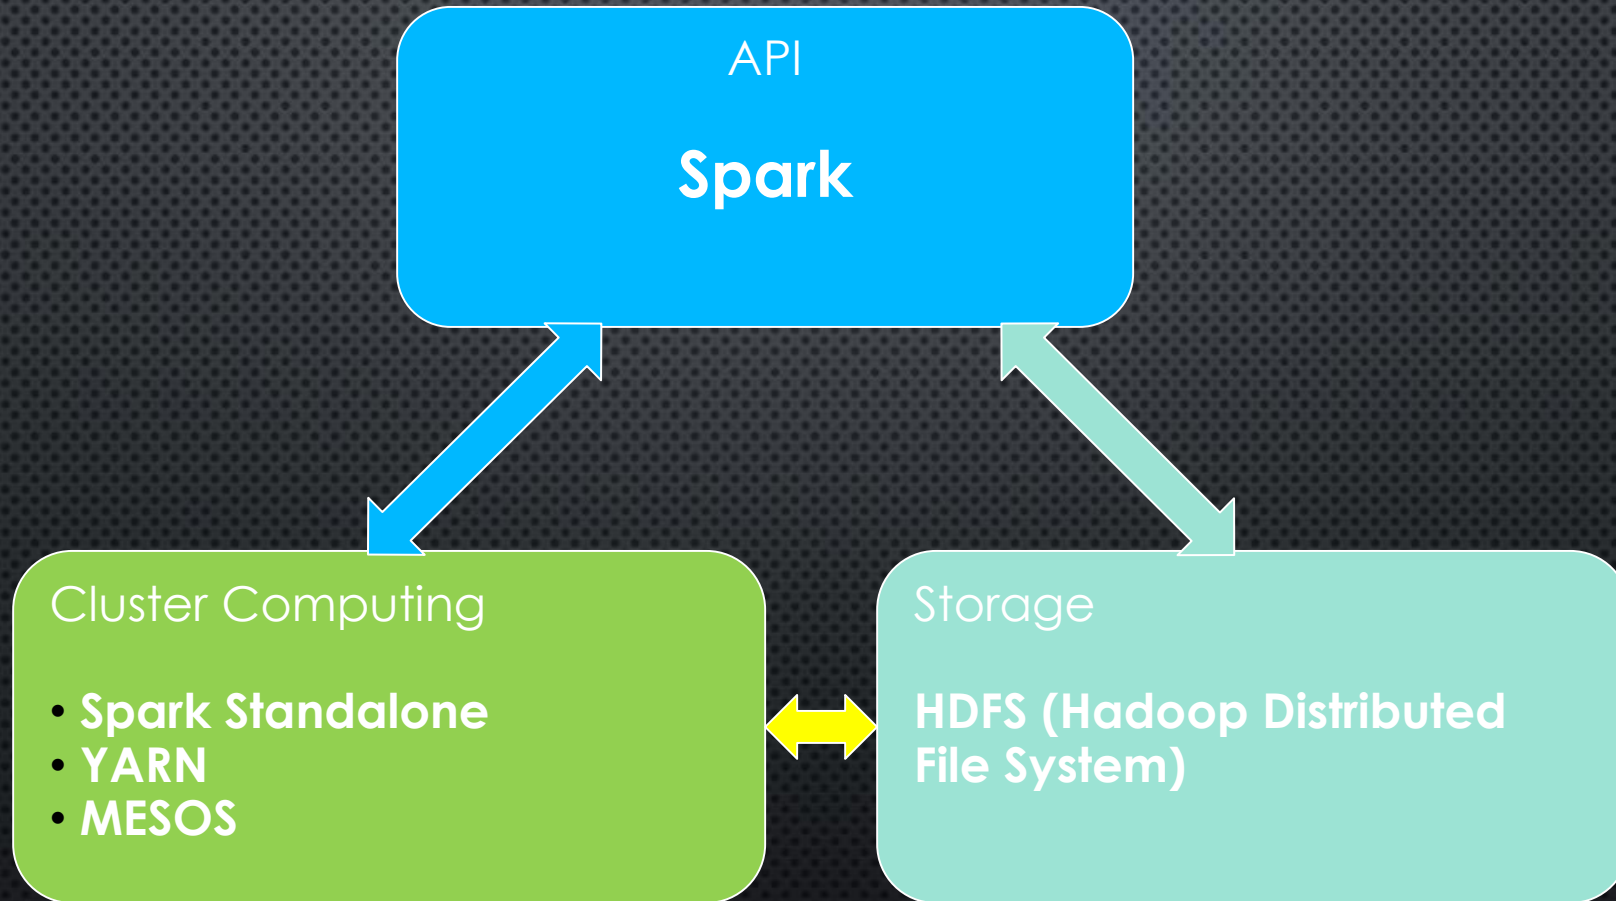 API
Spark
Cluster Computing
• Spark Standalone
• YARN
• MESOS
Storage
HDFS (Hadoop Distributed
File System)